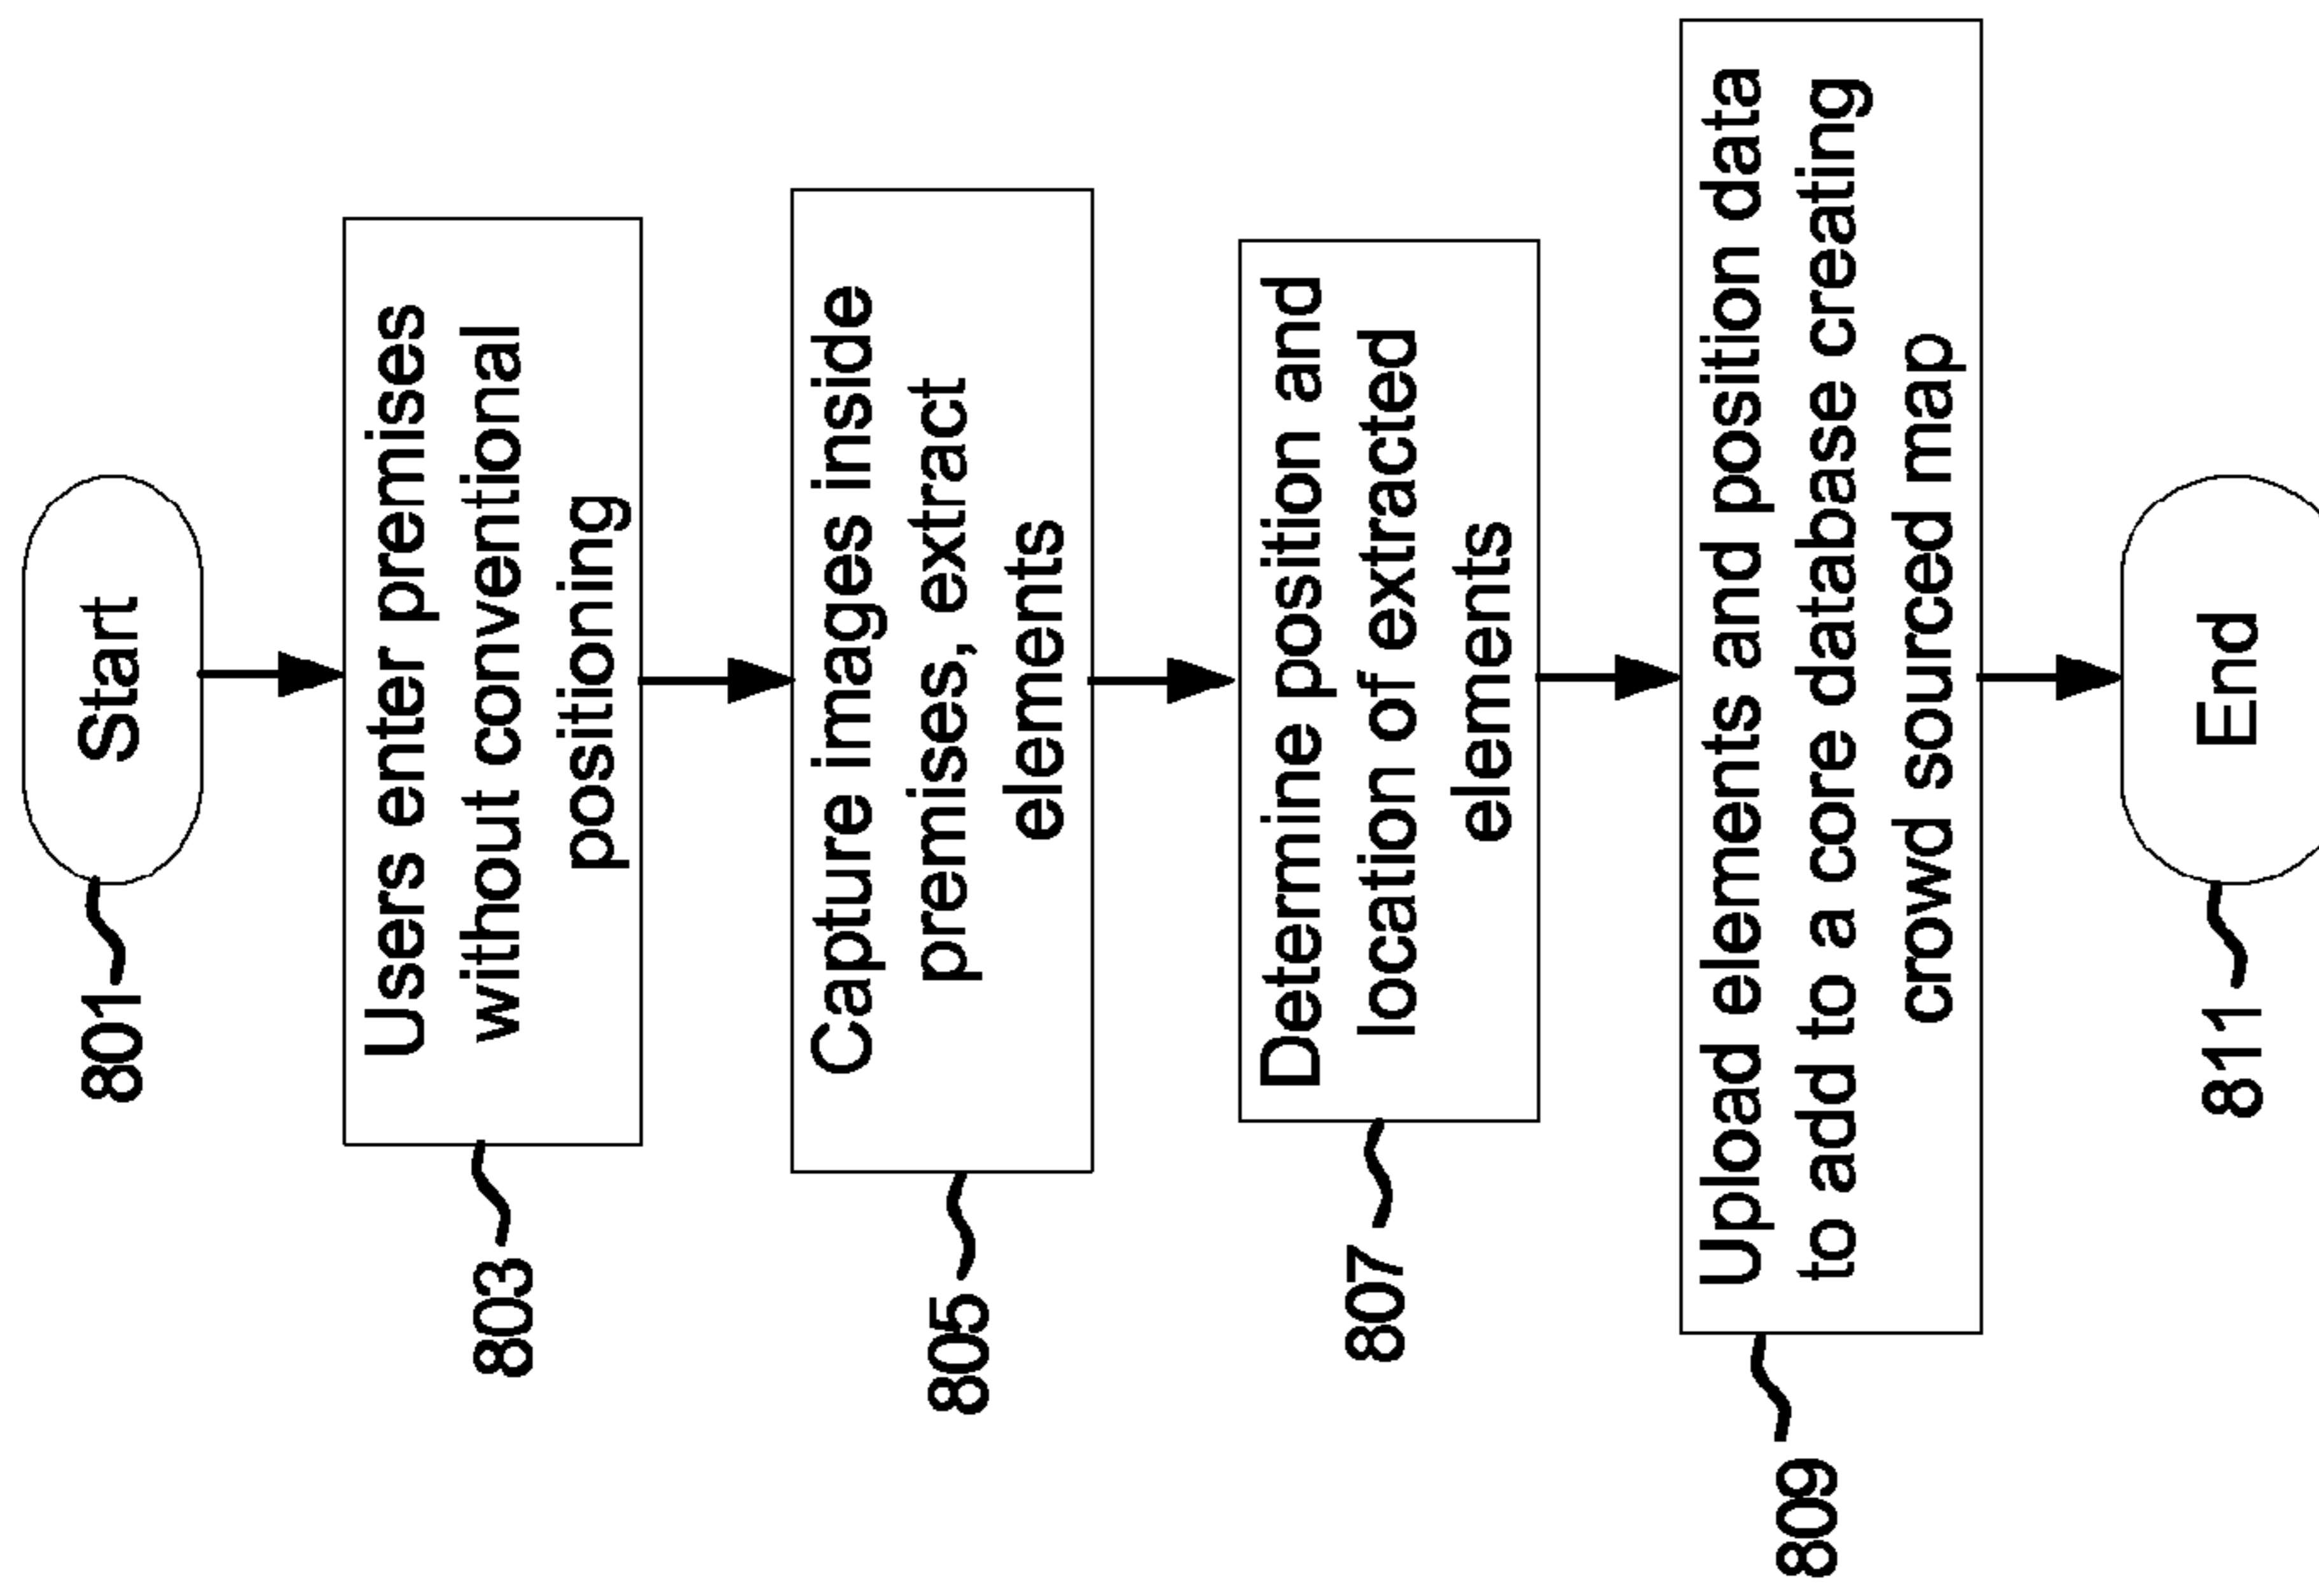 801
Start
803
Users enter premises
without conventional
positioning
805
Capture images inside
premises, extract
elements
807
Determine position and
location of extracted
elements
809
Upload elements and position data
to add to a core database creating
crowd sourced map
811
End